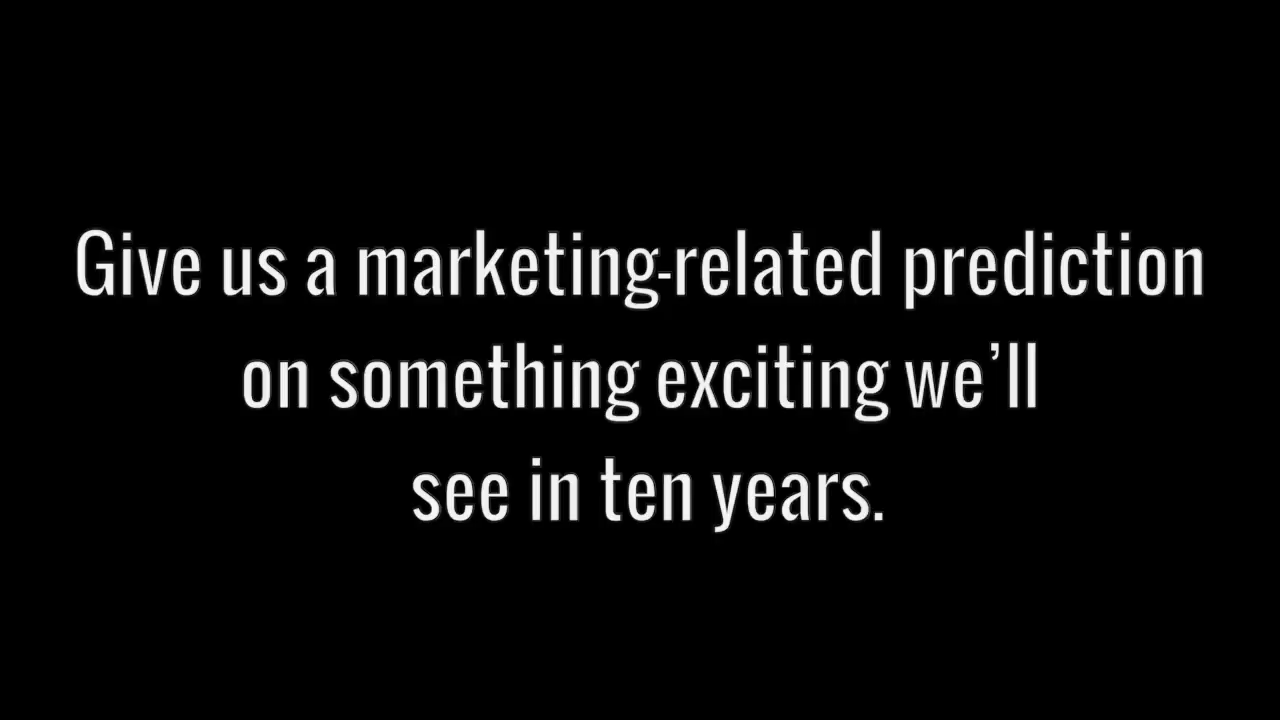 Give us a marketing-related prediction
on something exciting we’ll
see in ten years.